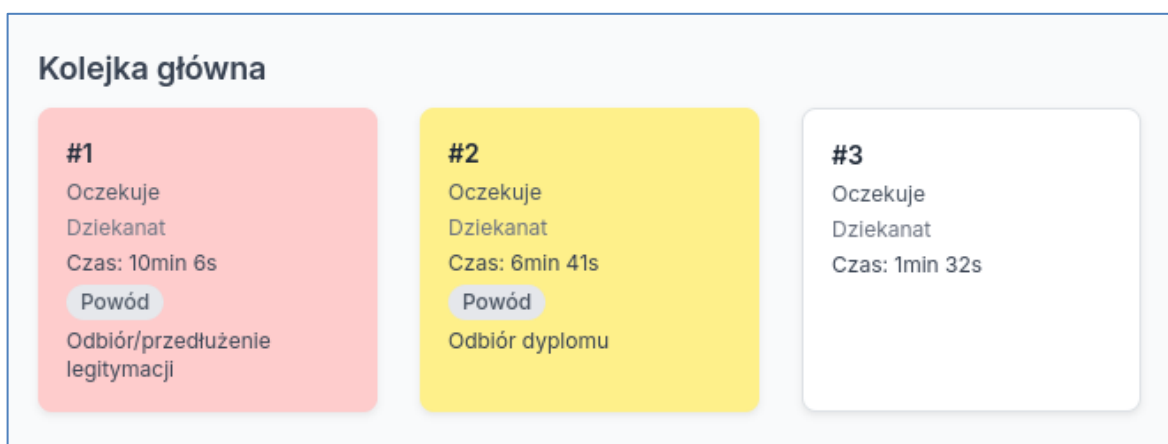 Kolejka główna
#1
Oczekuje
Dziekanat
Czas: 10min 6s
Powód
Odbiór/przedłużenie
legitymacji
#2
Oczekuje
Dziekanat
Czas: 6min 41s
Powód
Odbiór dyplomu
#3
Oczekuje
Dziekanat
Czas: 1min 32s